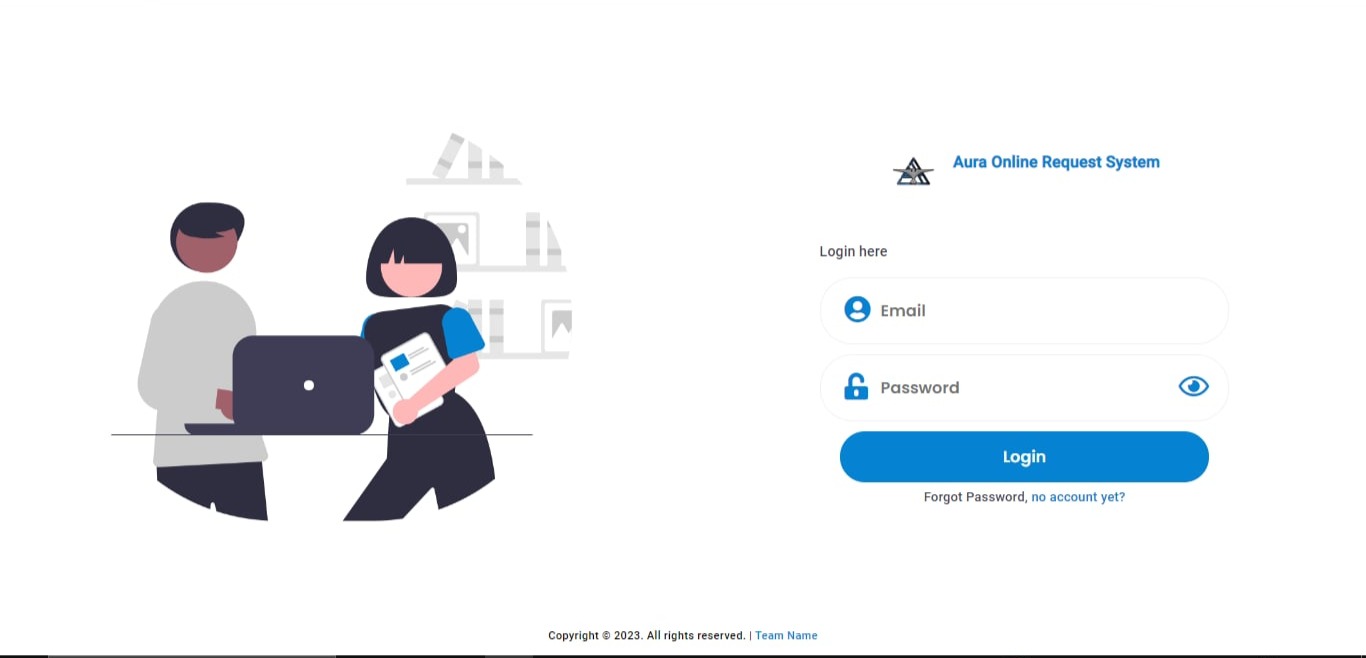 Aura Online Request System
Login here
Email
Password
Login
Forgot Password, no account yet?
Copyright © 2023. All rights reserved. | Team Name